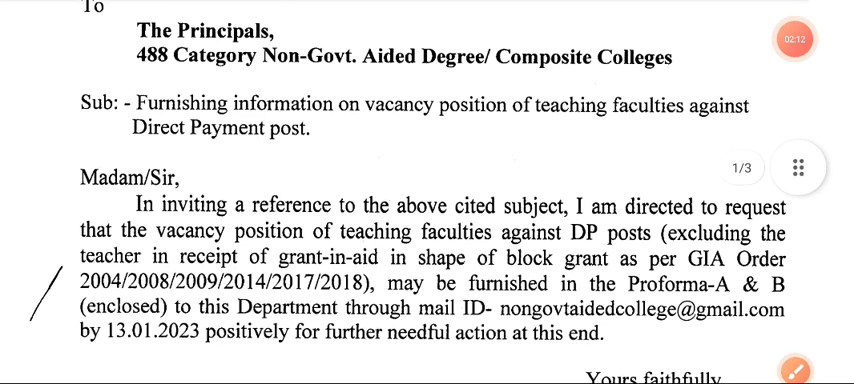 To
The Principals,
488 Category Non-Govt. Aided Degree/ Composite Colleges
Sub: - Furnishing information on vacancy position of teaching faculties against
Direct Payment post.
Madam/Sir,
In inviting a reference to the above cited subject, I am directed to request
that the vacancy position of teaching faculties against DP posts (excluding the
teacher in receipt of grant-in-aid in shape of block grant as per GIA Order
2004/2008/2009/2014/2017/2018), may be furnished in the Proforma-A & B
(enclosed) to this Department through mail ID- nongovtaidedcollege@gmail.com
by 13.01.2023 positively for further needful action at this end.
Yours faithfully
02:12
1/3